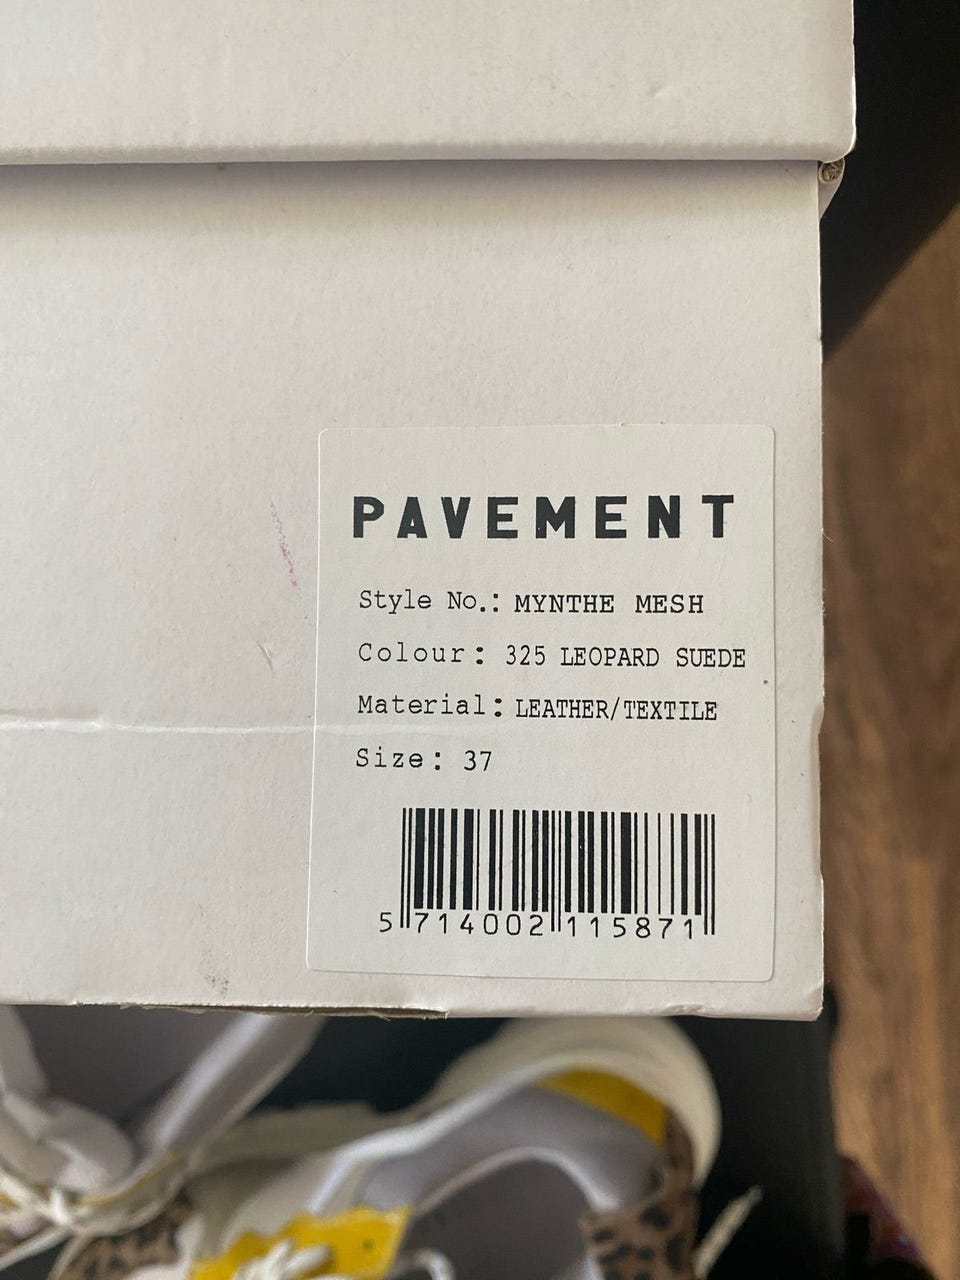 PAVEMENT
Style No.: MYNTHE MESH
Colour: 325 LEOPARD SUEDE
Material: LEATHER/TEXTILE
Size: 37
5 714002 115871